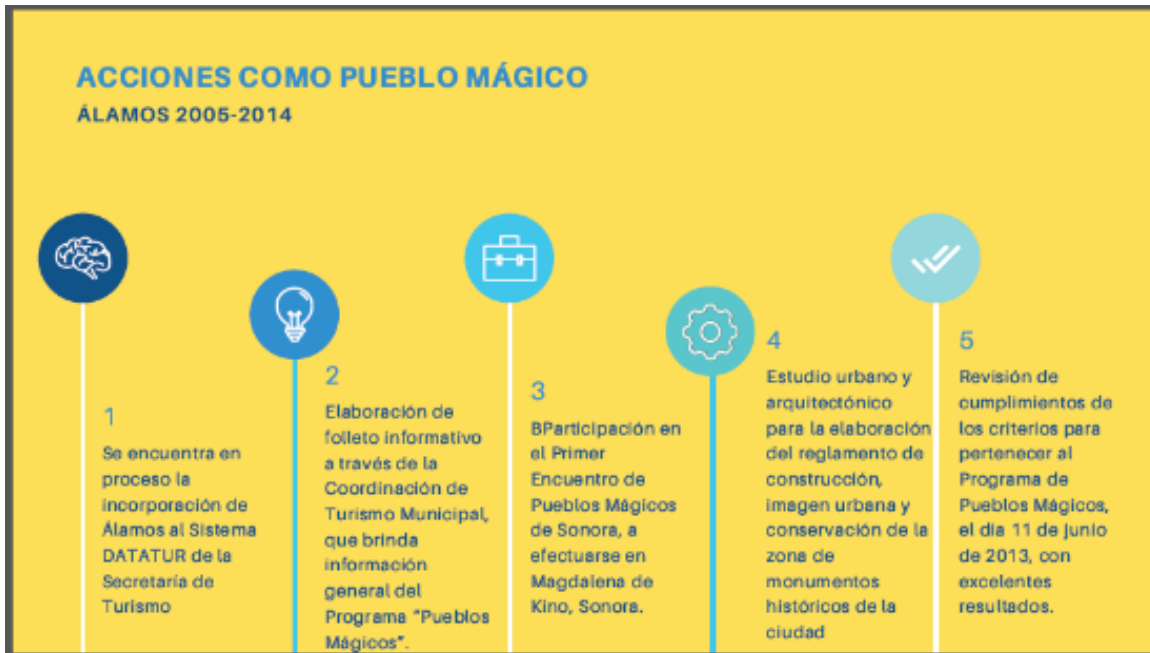 ACCIONES COMO PUEBLO MÁGICO
ÁLAMOS 2005-2014
1
Se encuentra en
proceso la
incorporación de
Álamos al Sistema
DATATUR de la
Secretaría de
Turismo
2
Elaboración de
folleto informativo
a través de la
Coordinación de
Turismo Municipal,
que brinda
información
general del
Programa "Pueblos
Mágicos".
3
BParticipación en
el Primer
Encuentro de
Pueblos Mágicos
de Sonora, a
efectuarse en
Magdalena de
Kino, Sonora.
4
Estudio urbano y
arquitectónico
para la elaboración
del reglamento de
construcción,
imagen urbana y
conservación de la
zona de
monumentos
históricos de la
ciudad
5
Revisión de
cumplimientos de
los criterios para
pertenecer al
Programa de
Pueblos Mágicos,
el día 11 de junio
de 2013, con
excelentes
resultados.